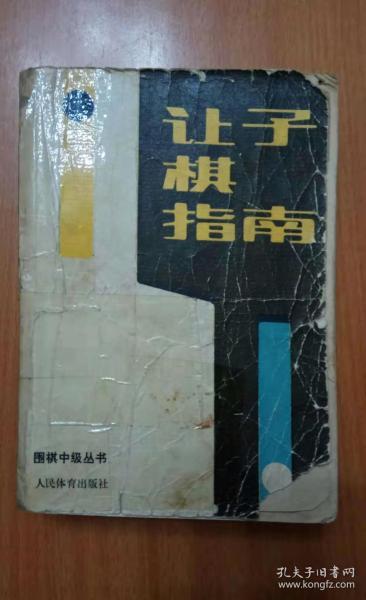 让子
棋
指南
围棋中级丛书
人民体育出版社
孔夫子旧书网
www.kongfz.com